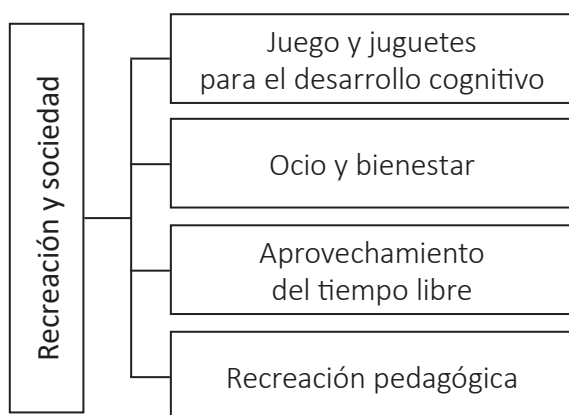 Recreación y sociedad
Juego y juguetes
para el desarrollo cognitivo
Ocio y bienestar
Aprovechamiento
del tiempo libre
Recreación pedagógica